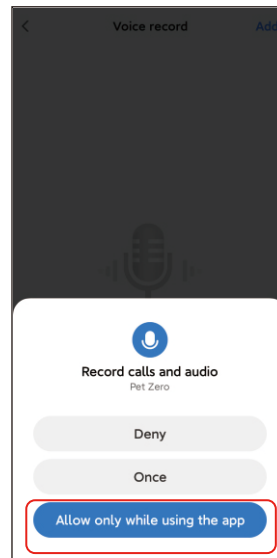 Voice record
Add
Record calls and audio
Pet Zero
Deny
Once
Allow only while using the app